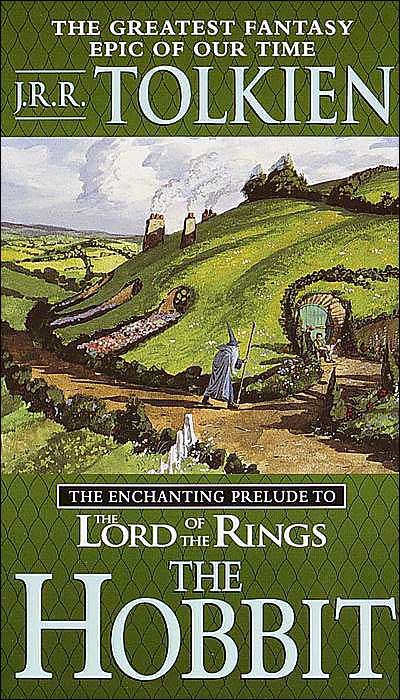 THE GREATEST FANTASY
EPIC OF OUR TIME
J.R.R. TOLKIEN
THE ENCHANTING PRELUDE TO
THE LORD OF THE RINGS
THE
HOBBIT